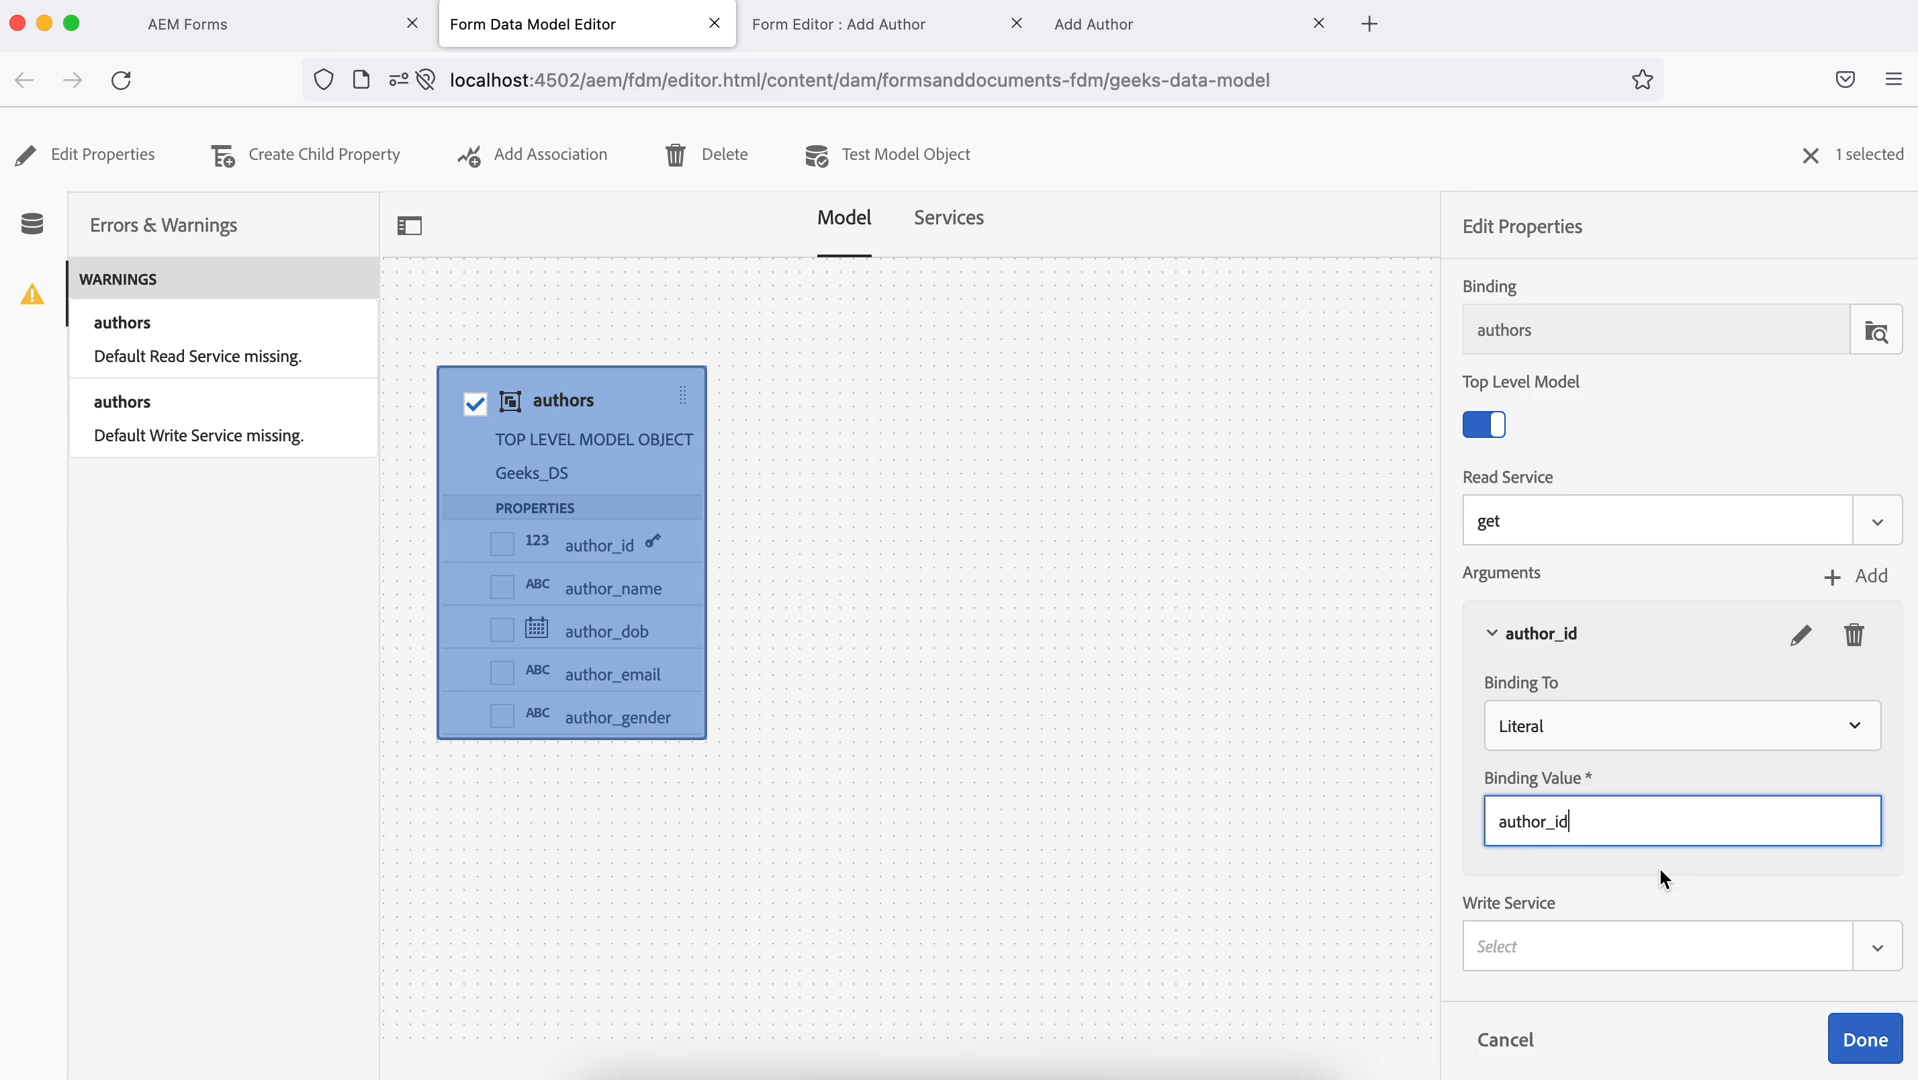 AEM Forms
Form Data Model Editor
Form Editor : Add Author
Add Author
localhost:4502/aem/fdm/editor.html/content/dam/formsanddocuments-fdm/geeks-data-model
Edit Properties
Create Child Property
Add Association
Delete
Test Model Object
1 selected
Errors & Warnings
WARNINGS
authors
Default Read Service missing.
authors
Default Write Service missing.
Model
Services
authors
TOP LEVEL MODEL OBJECT
Geeks_DS
PROPERTIES
123 author_id
ABC author_name
author_dob
ABC author_email
ABC author_gender
Edit Properties
Binding
authors
Top Level Model
Read Service
get
Arguments
Add
author_id
Binding To
Literal
Binding Value *
author_id
Write Service
Select
Cancel
Done